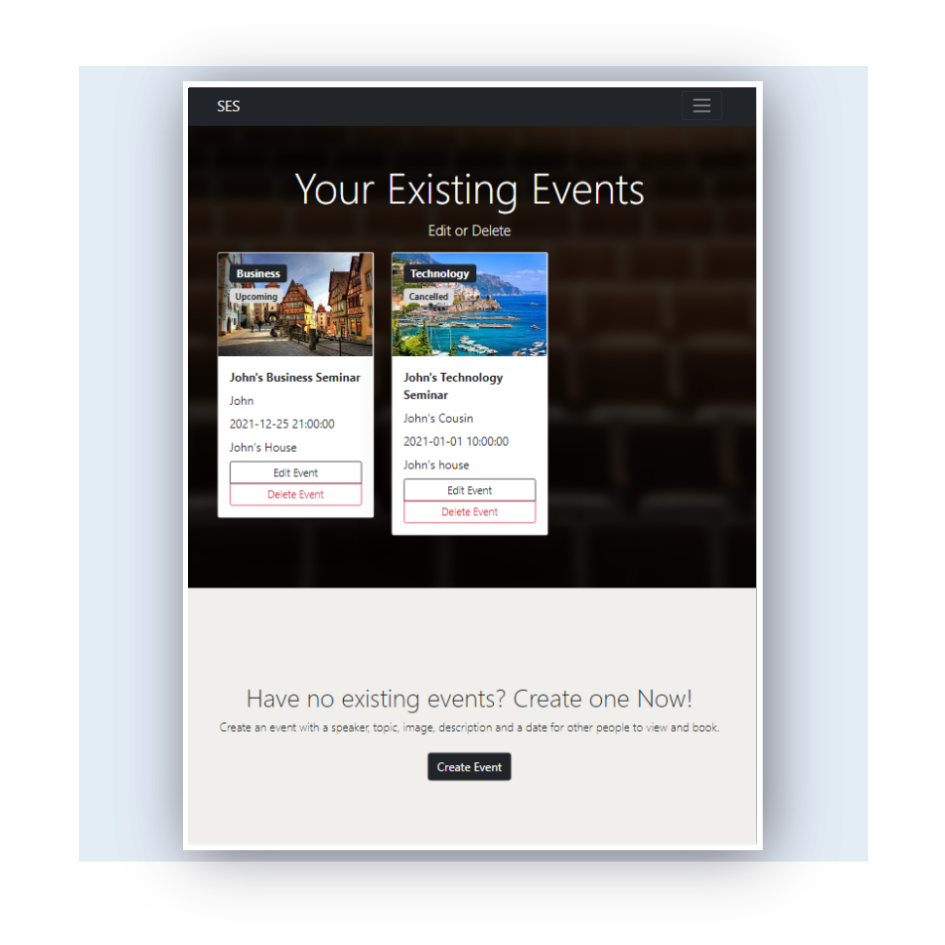 SES
Your Existing Events
Edit or Delete
Business
Upcoming
John's Business Seminar
John
2021-12-25 21:00:00
John's House
Edit Event
Delete Event
Technology
Cancelled
John's Technology
Seminar
John's Cousin
2021-01-01 10:00:00
John's house
Edit Event
Delete Event
Have no existing events? Create one Now!
Create an event with a speaker, topic, image, description and a date for other people to view and book.
Create Event